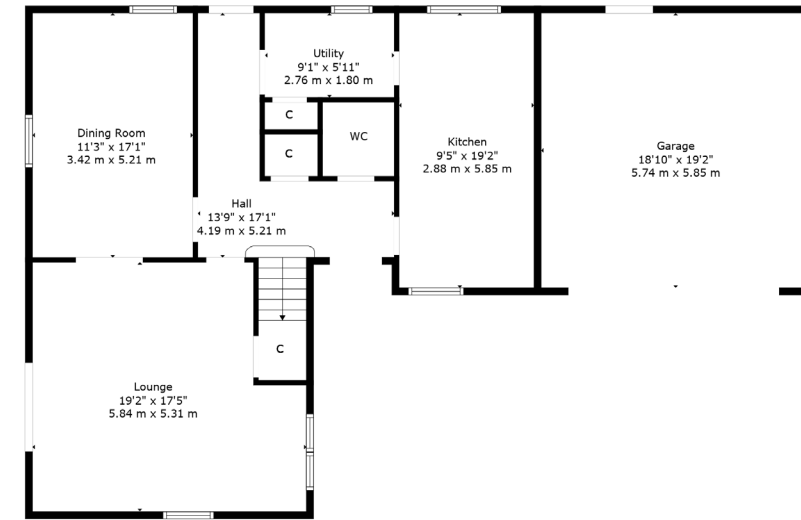 Utility
9'1" x 5'11"
2.76 m x 1.80 m
C
C
WC
Dining Room
11'3" x 17'1"
3.42 m x 5.21 m
Kitchen
9'5" x 19'2"
2.88 m x 5.85 m
Garage
18'10" x 19'2"
5.74 m x 5.85 m
Hall
13'9" x 17'1"
4.19 m x 5.21 m
C
Lounge
19'2" x 17'5"
5.84 m x 5.31 m